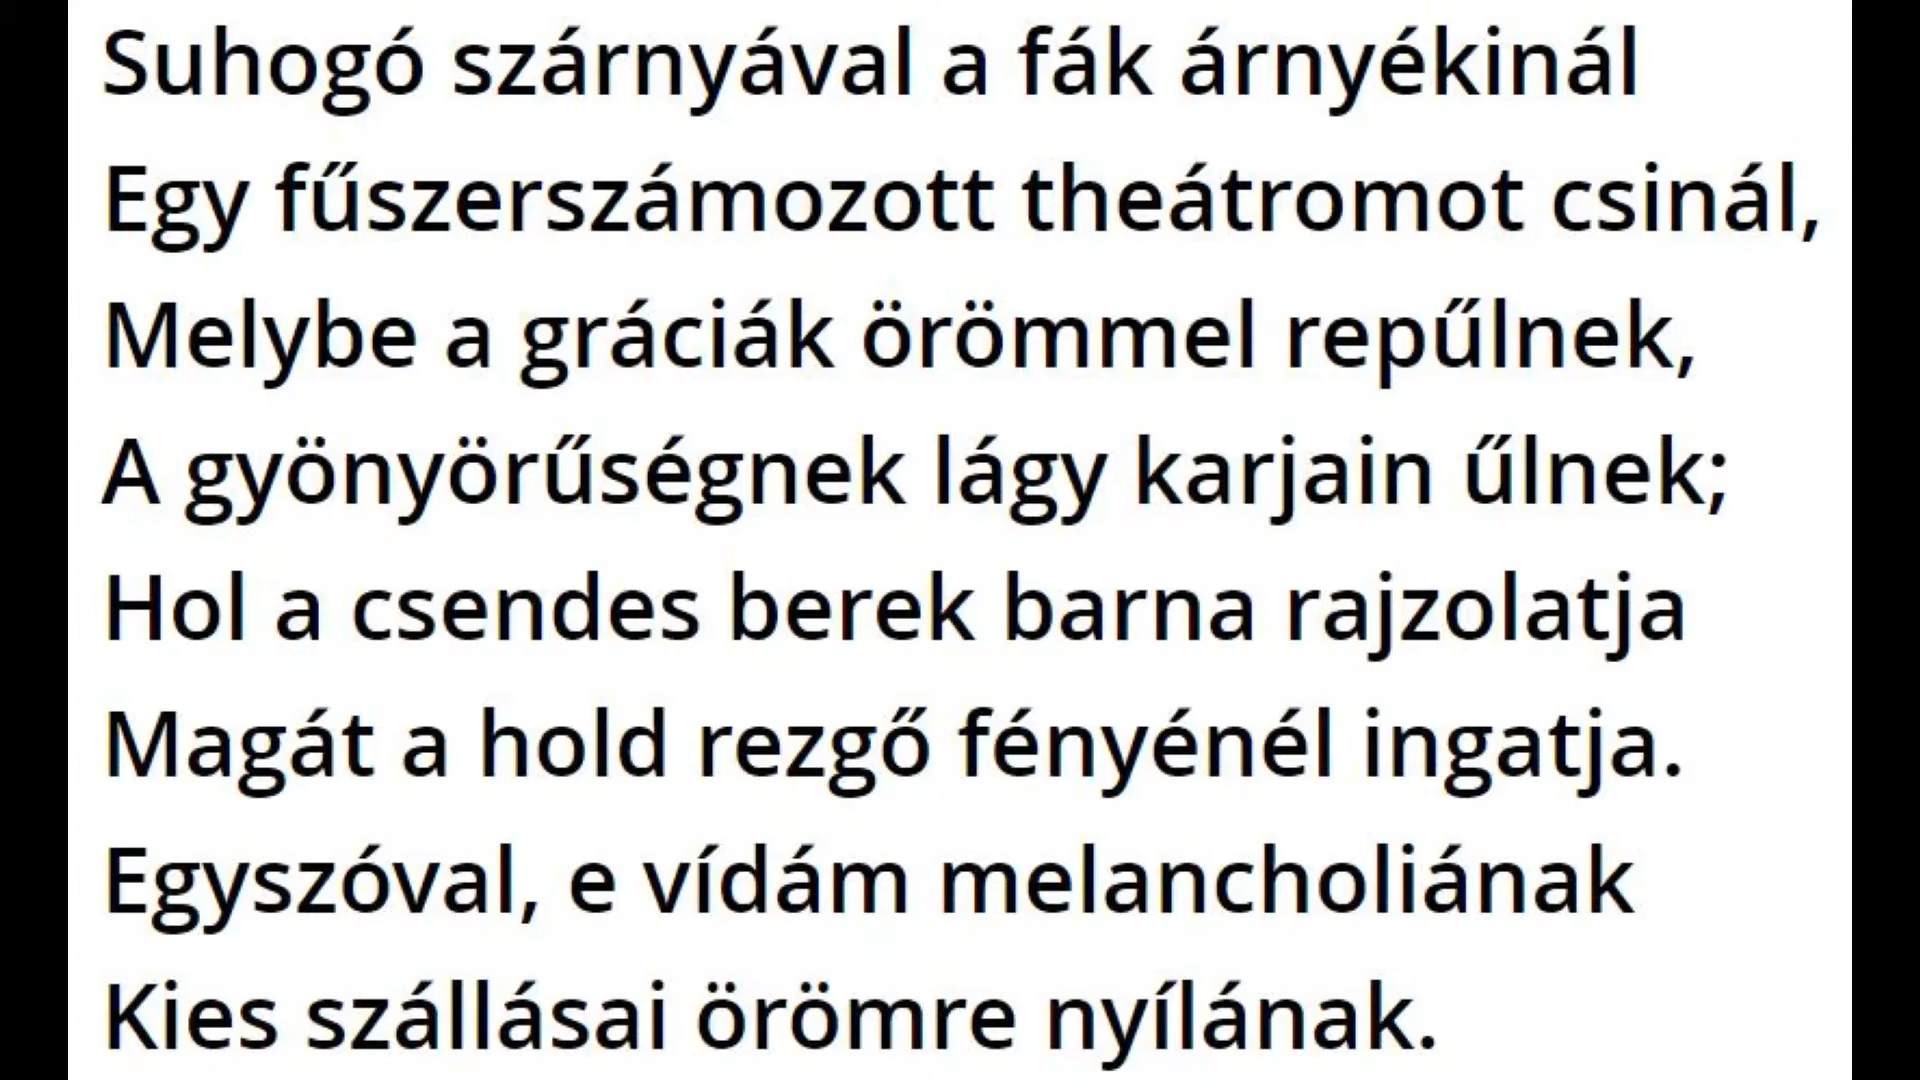 Suhogó szárnyával a fák árnyékinál
Egy fűszerszámozott theátromot csinál,
Melybe a gráciák örömmel repűlnek,
A gyönyörűségnek lágy karjain űlnek;
Hol a csendes berek barna rajzolatja
Magát a hold rezgő fényénél ingatja.
Egyszóval, e vídám melancholiának
Kies szállásai örömre nyílának.